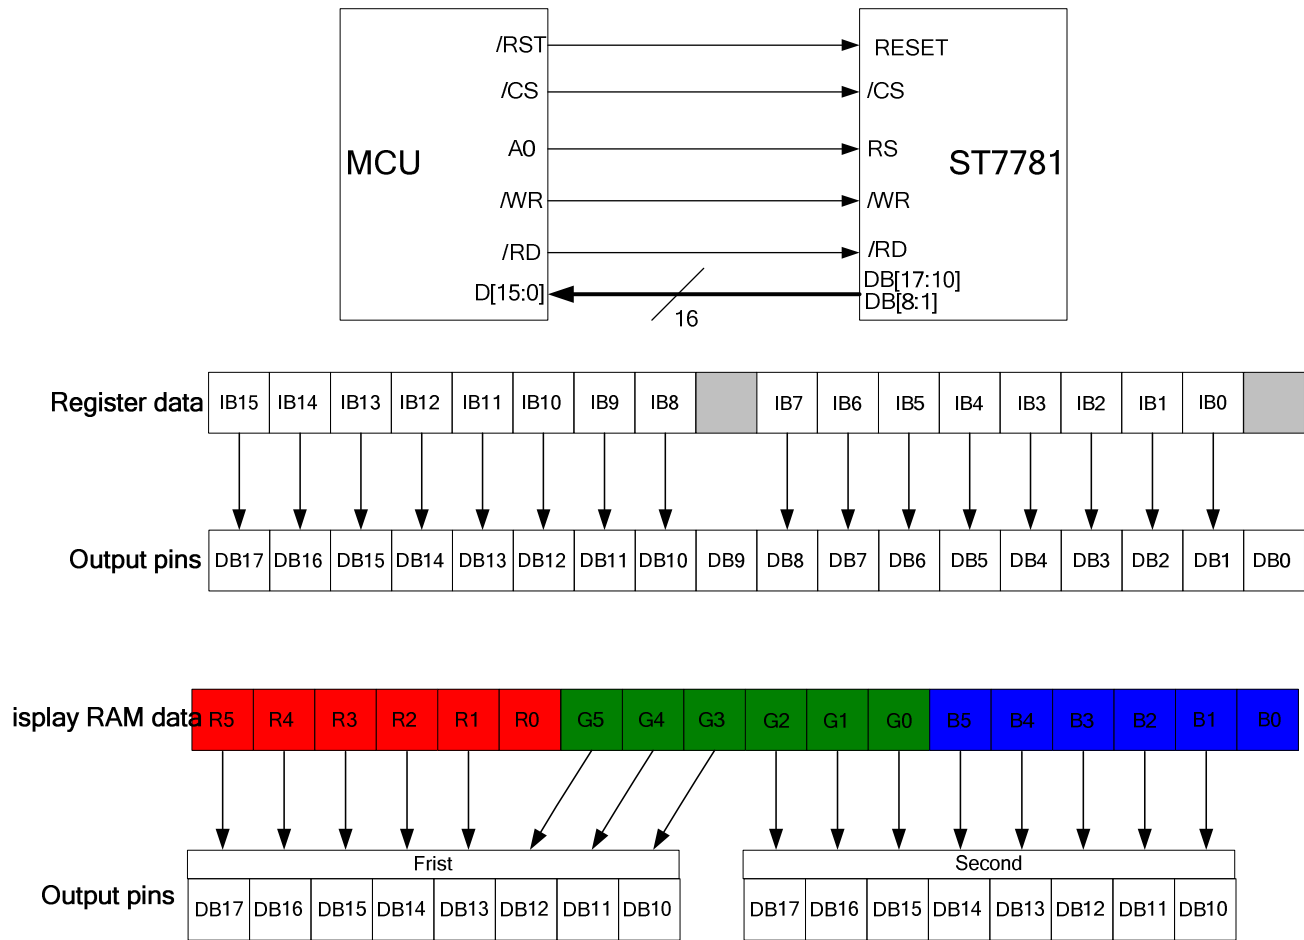 /RST RESET
/CS /CS
A0 RS
MCU ST7781
/WR /WR
/RD /RD
D[15:0] DB[17:10]
DB[8:1]
16
Register data IB15 IB14 IB13 IB12 IB11 IB10 IB9 IB8 IB7 IB6 IB5 IB4 IB3 IB2 IB1 IB0
Output pins DB17 DB16 DB15 DB14 DB13 DB12 DB11 DB10 DB9 DB8 DB7 DB6 DB5 DB4 DB3 DB2 DB1 DB0
isplay RAM data R5 R4 R3 R2 R1 R0 G5 G4 G3 G2 G1 G0 B5 B4 B3 B2 B1 B0
Frist Second
Output pins DB17 DB16 DB15 DB14 DB13 DB12 DB11 DB10 DB17 DB16 DB15 DB14 DB13 DB12 DB11 DB10